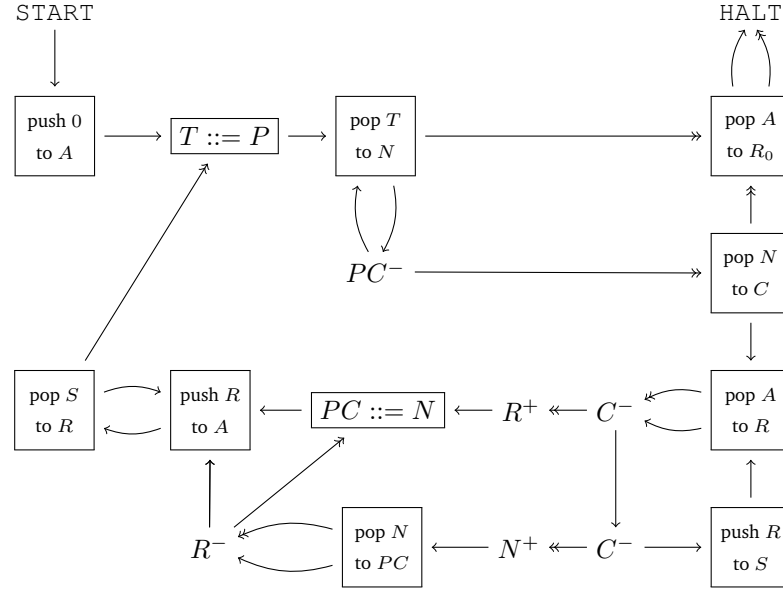 START
HALT
push 0
to A
T ::= P
pop T
to N
pop A
to R₀
PC⁻
pop N
to C
pop S
to R
push R
to A
PC ::= N
R⁺
C⁻
pop A
to R
R⁻
pop N
to PC
N⁺
C⁻
push R
to S